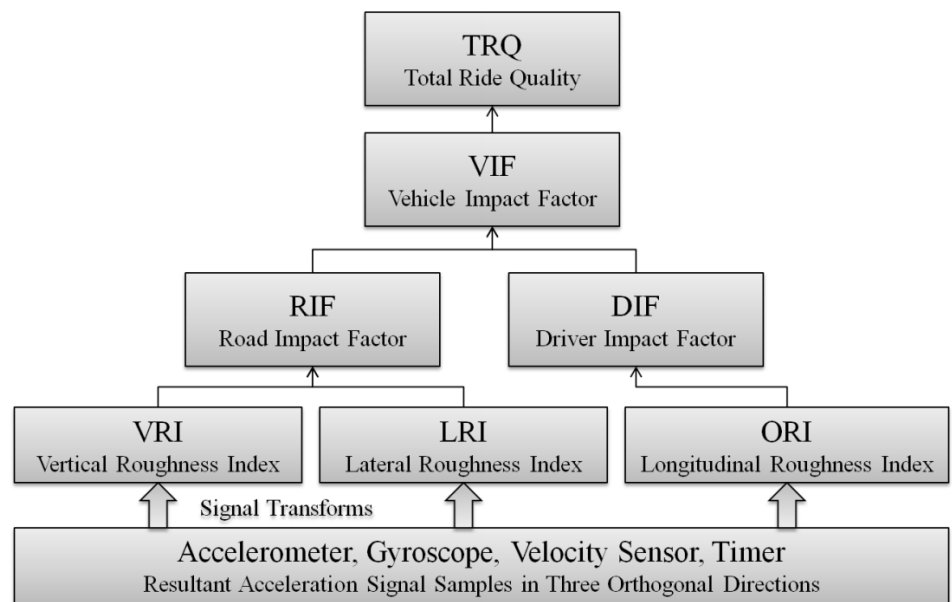 TRQ
Total Ride Quality
VIF
Vehicle Impact Factor
RIF
Road Impact Factor
DIF
Driver Impact Factor
VRI
Vertical Roughness Index
LRI
Lateral Roughness Index
ORI
Longitudinal Roughness Index
Signal Transforms
Accelerometer, Gyroscope, Velocity Sensor, Timer
Resultant Acceleration Signal Samples in Three Orthogonal Directions